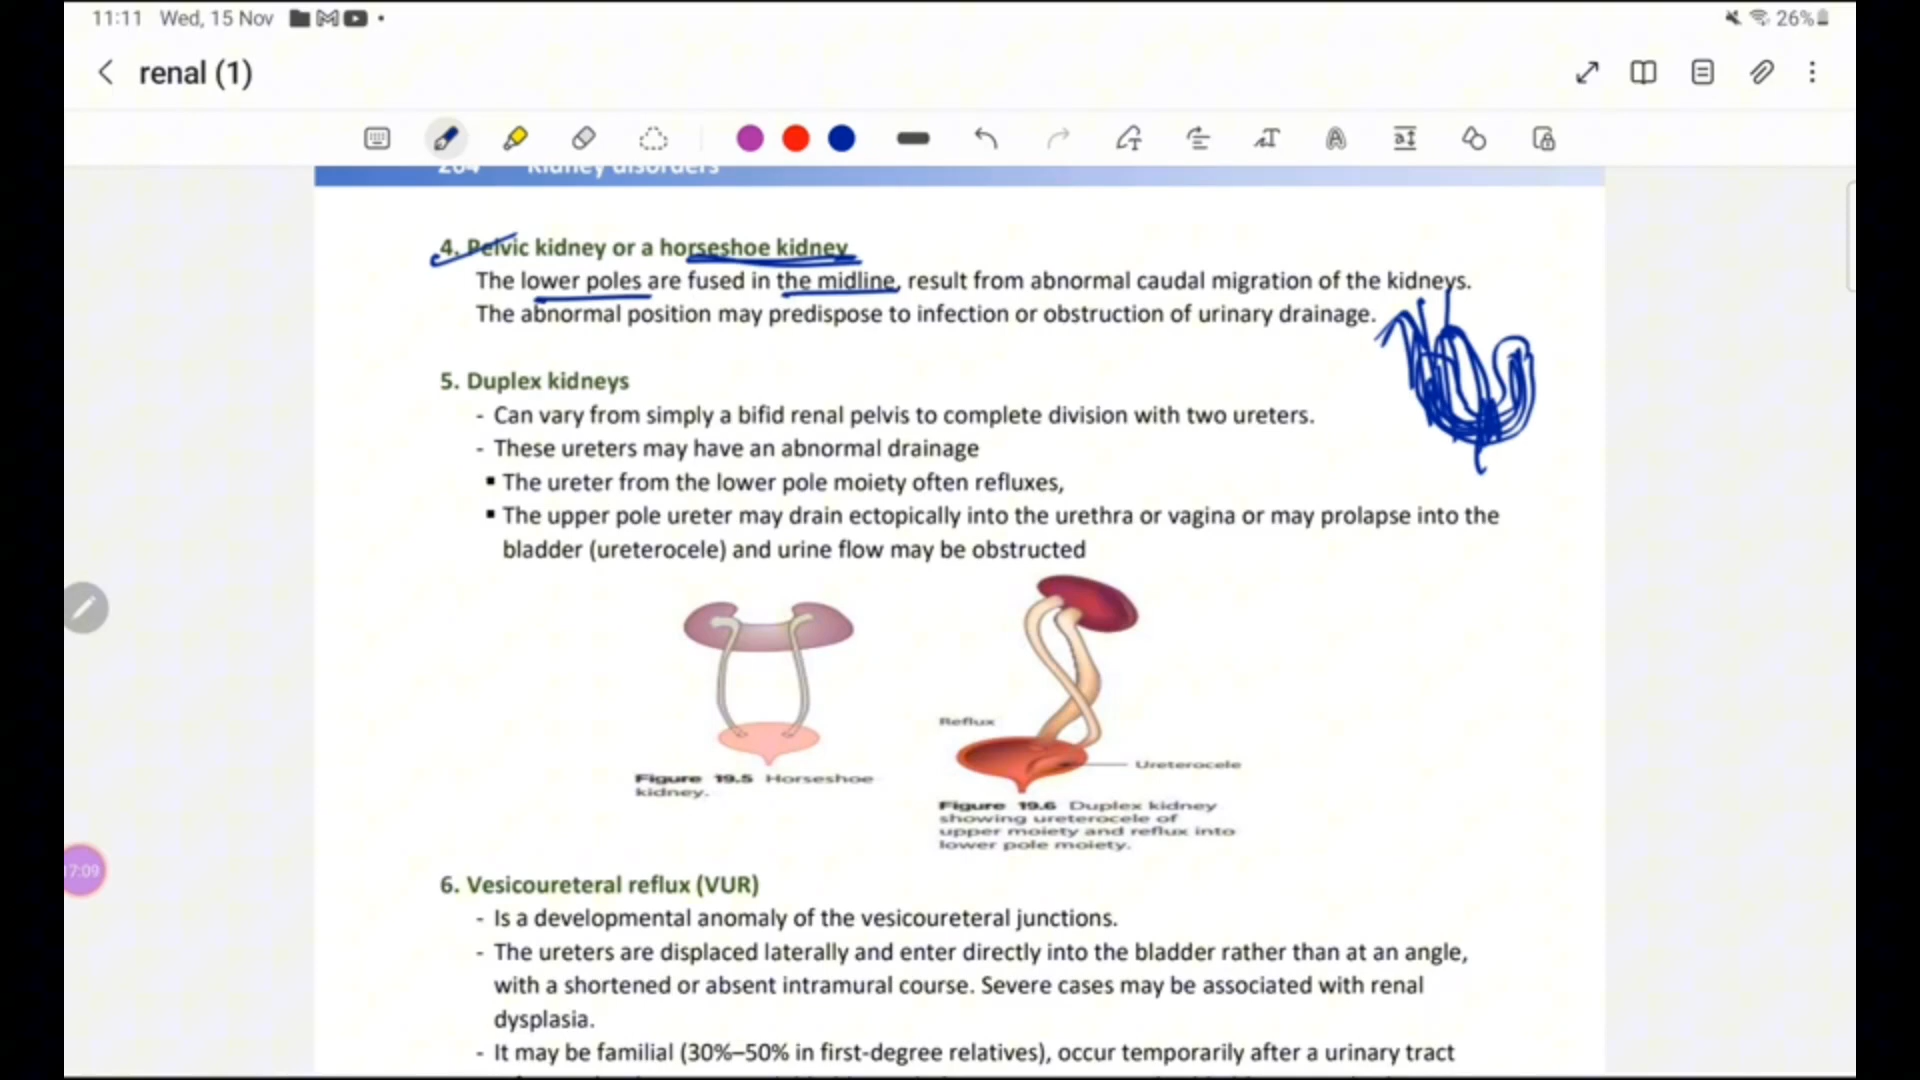 11:11 Wed, 15 Nov
26%
renal (1)
264 Kidney disorders
4. Pelvic kidney or a horseshoe kidney
The lower poles are fused in the midline, result from abnormal caudal migration of the kidneys.
The abnormal position may predispose to infection or obstruction of urinary drainage.
5. Duplex kidneys
- Can vary from simply a bifid renal pelvis to complete division with two ureters.
- These ureters may have an abnormal drainage
▪ The ureter from the lower pole moiety often refluxes,
▪ The upper pole ureter may drain ectopically into the urethra or vagina or may prolapse into the
bladder (ureterocele) and urine flow may be obstructed
Reflux
Ureterocele
Figure 19.5 Horseshoe
kidney.
Figure 19.6 Duplex kidney
showing ureterocele of
upper moiety and reflux into
lower pole moiety.
17:09
6. Vesicoureteral reflux (VUR)
- Is a developmental anomaly of the vesicoureteral junctions.
- The ureters are displaced laterally and enter directly into the bladder rather than at an angle,
with a shortened or absent intramural course. Severe cases may be associated with renal
dysplasia.
- It may be familial (30%–50% in first-degree relatives), occur temporarily after a urinary tract